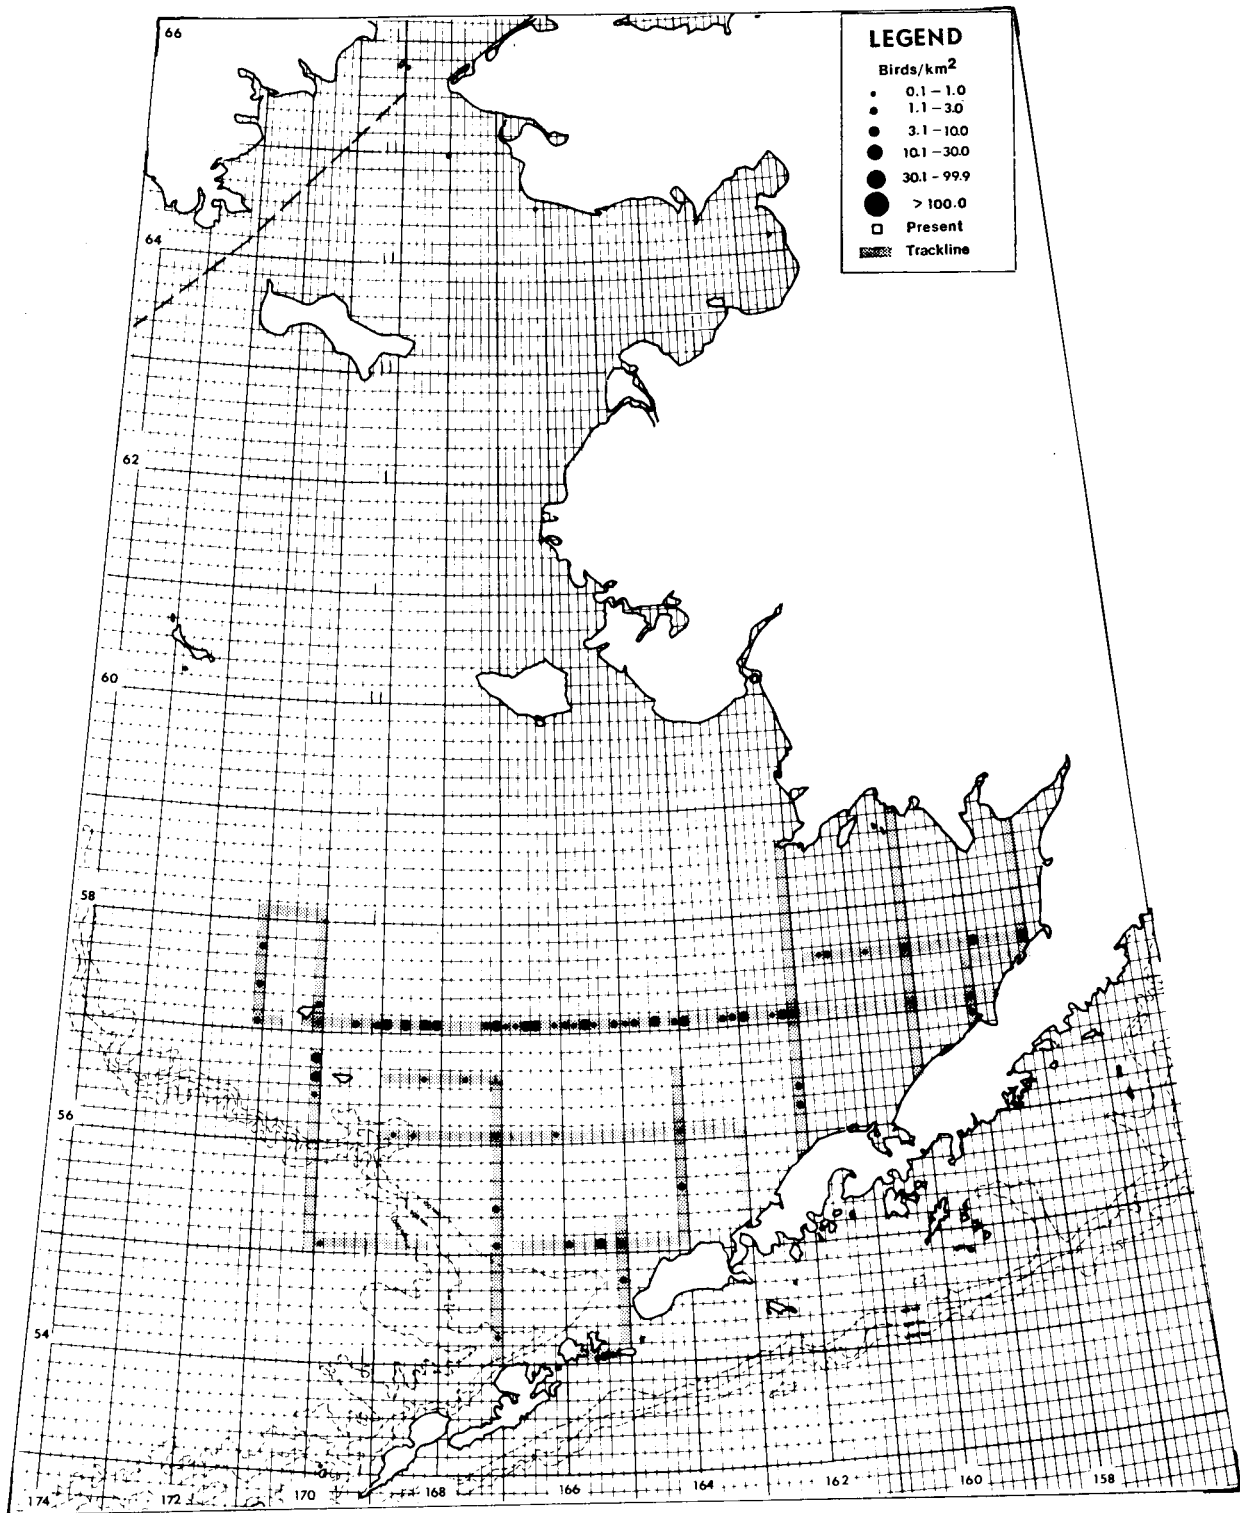 66
LEGEND
Birds/km²
0.1 – 1.0
1.1 – 3.0
3.1 – 10.0
10.1 – 30.0
30.1 – 99.9
> 100.0
Present
Trackline
64
62
60
58
56
54
174 172 170 168 166 164 162 160 158